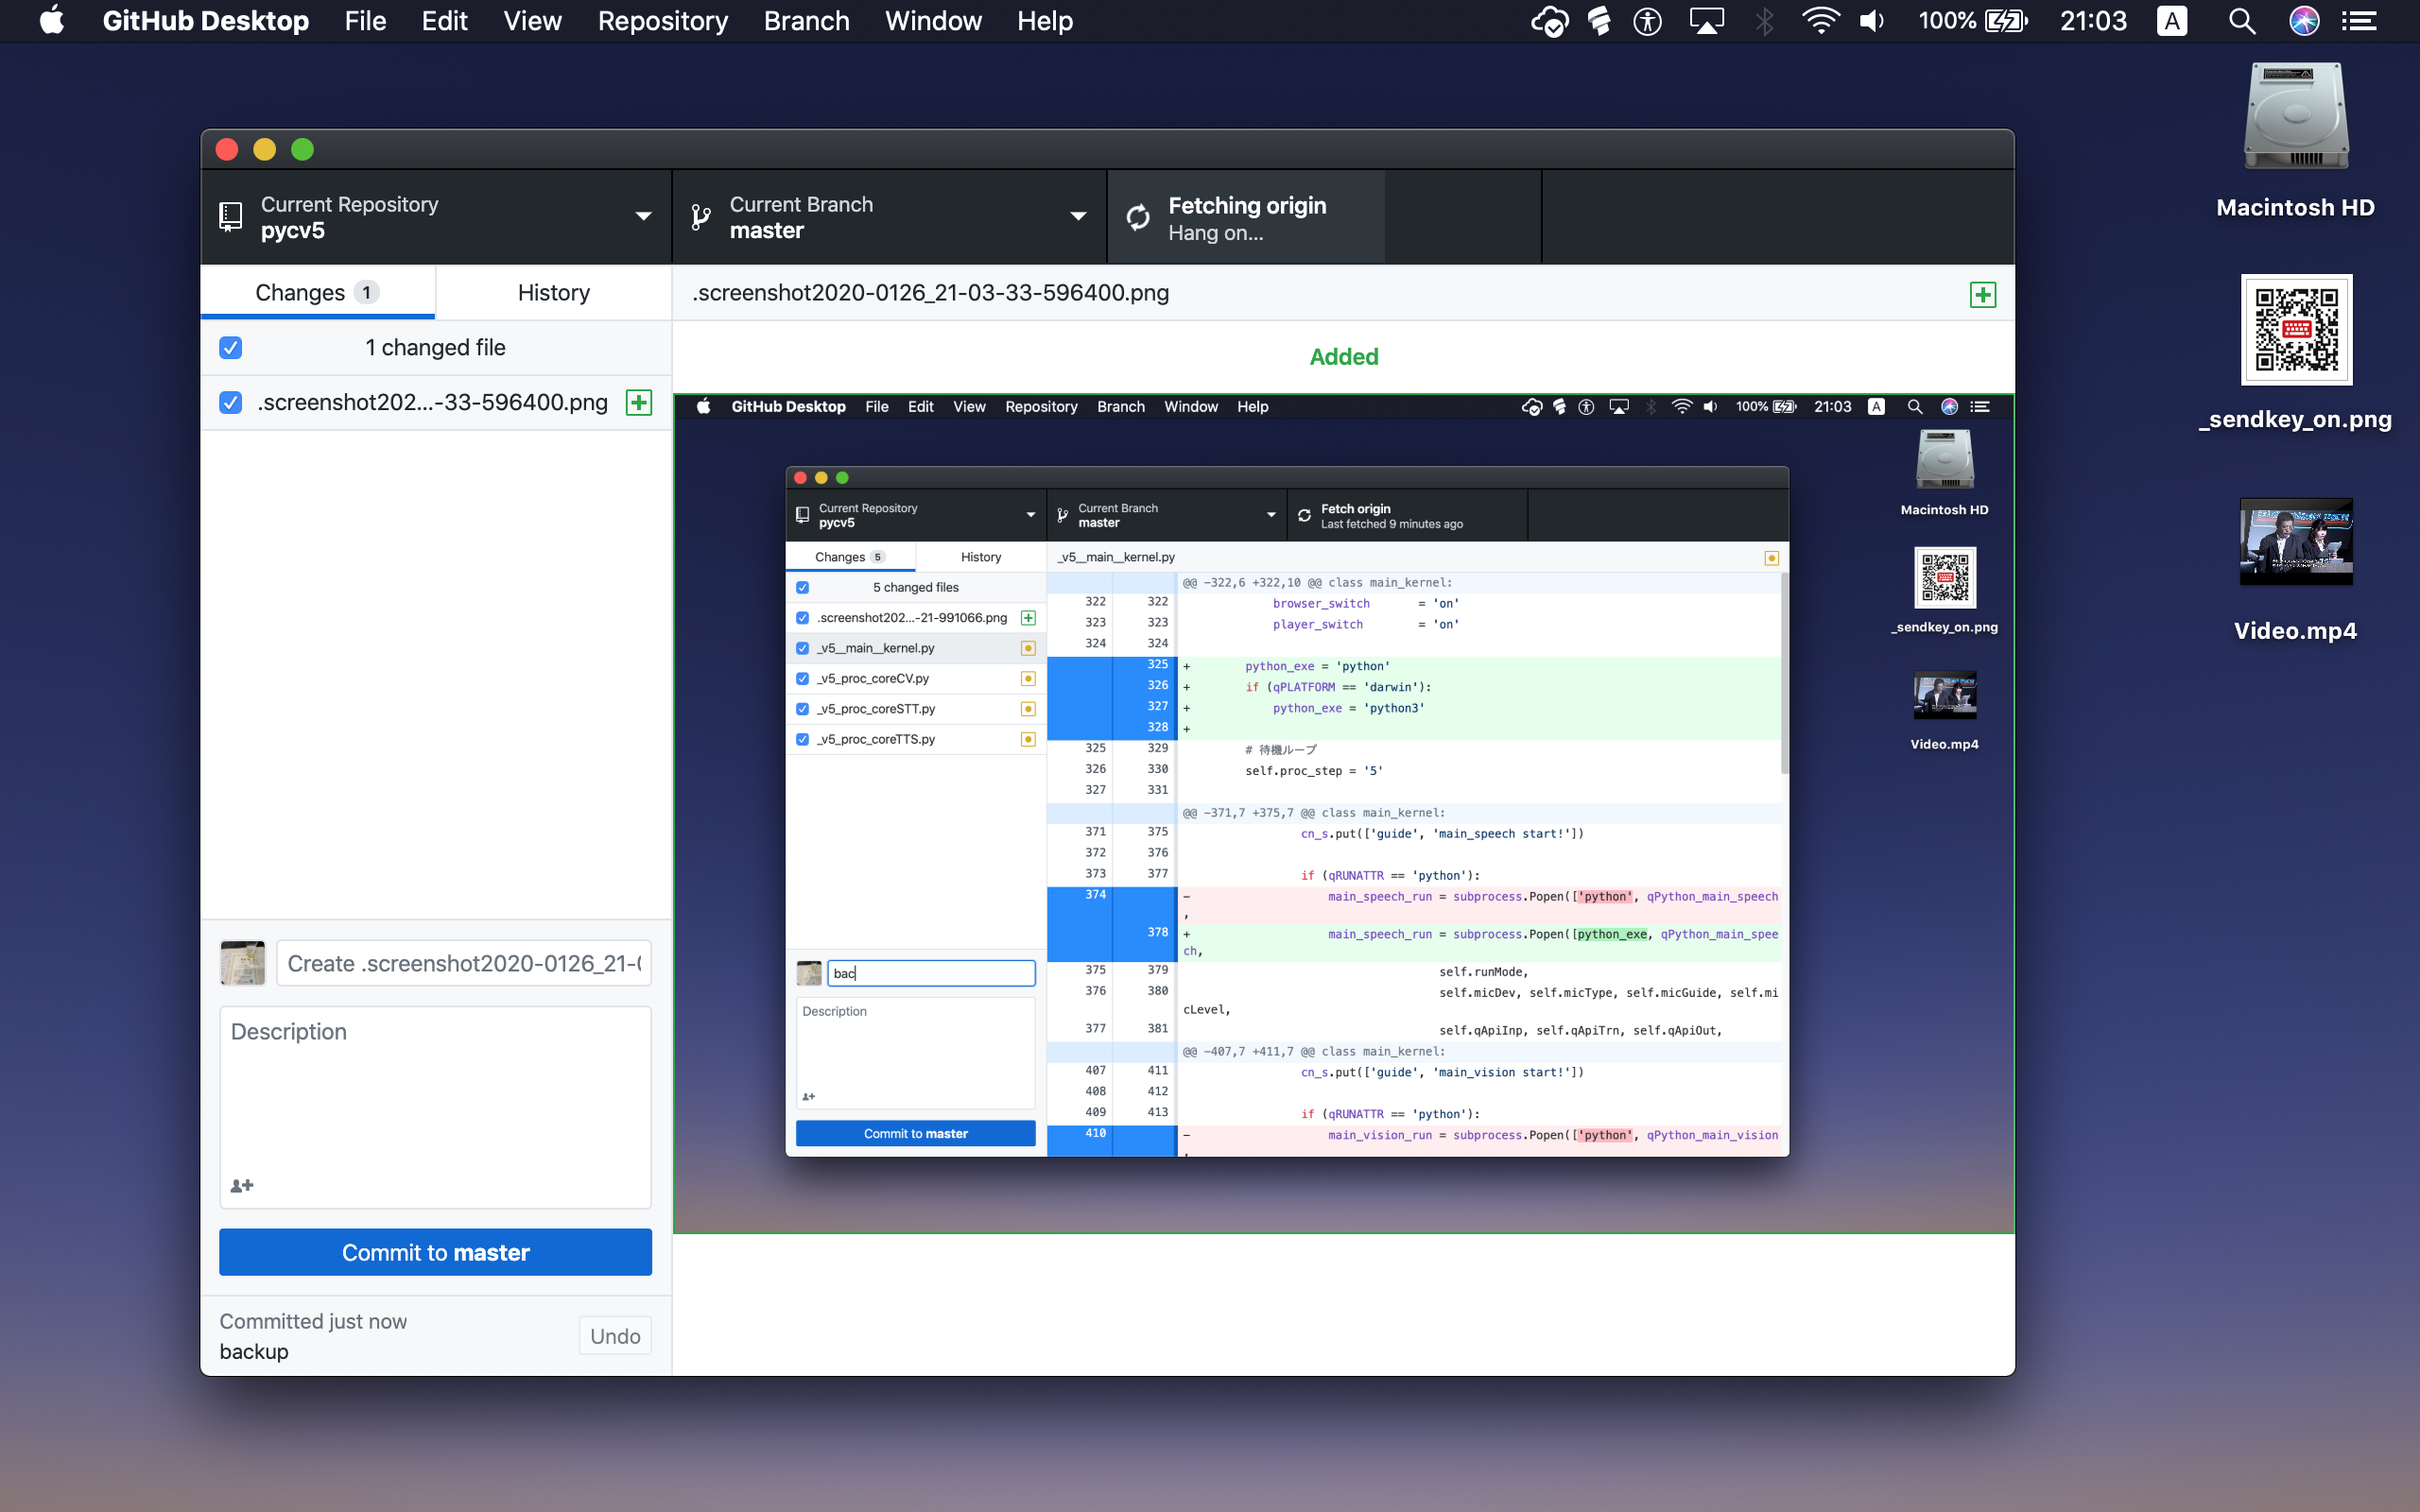 GitHub Desktop File Edit View Repository Branch Window Help 100% 21:03 A
Macintosh HD
_sendkey_on.png
Video.mp4
Current Repository
pycv5
Current Branch
master
Fetching origin
Hang on...
Changes 1
History
1 changed file
.screenshot202...-33-596400.png
.screenshot2020-0126_21-03-33-596400.png
Added
GitHub Desktop File Edit View Repository Branch Window Help 100% 21:03 A
Macintosh HD
_sendkey_on.png
Video.mp4
Current Repository
pycv5
Current Branch
master
Fetch origin
Last fetched 9 minutes ago
Changes 5
History
5 changed files
.screenshot202...-21-991066.png
_v5__main__kernel.py
_v5_proc_coreCV.py
_v5_proc_coreSTT.py
_v5_proc_coreTTS.py
bac
Description
Commit to master
_v5__main__kernel.py
@@ -322,6 +322,10 @@ class main_kernel:
322 322 browser_switch = 'on'
323 323 player_switch = 'on'
324 324
325 + python_exe = 'python'
326 + if (qPLATFORM == 'darwin'):
327 + python_exe = 'python3'
328 +
325 329 # 待機ループ
326 330 self.proc_step = '5'
327 331
@@ -371,7 +375,7 @@ class main_kernel:
371 375 cn_s.put(['guide', 'main_speech start!'])
372 376
373 377 if (qRUNATTR == 'python'):
374 - main_speech_run = subprocess.Popen(['python', qPython_main_speech
,
378 + main_speech_run = subprocess.Popen([python_exe, qPython_main_spee
ch,
375 379 self.runMode,
376 380 self.micDev, self.micType, self.micGuide, self.mi
cLevel,
377 381 self.qApiInp, self.qApiTrn, self.qApiOut,
@@ -407,7 +411,7 @@ class main_kernel:
407 411 cn_s.put(['guide', 'main_vision start!'])
408 412
409 413 if (qRUNATTR == 'python'):
410 - main_vision_run = subprocess.Popen(['python', qPython_main_vision
Create .screenshot2020-0126_21-
Description
Commit to master
Committed just now
backup
Undo